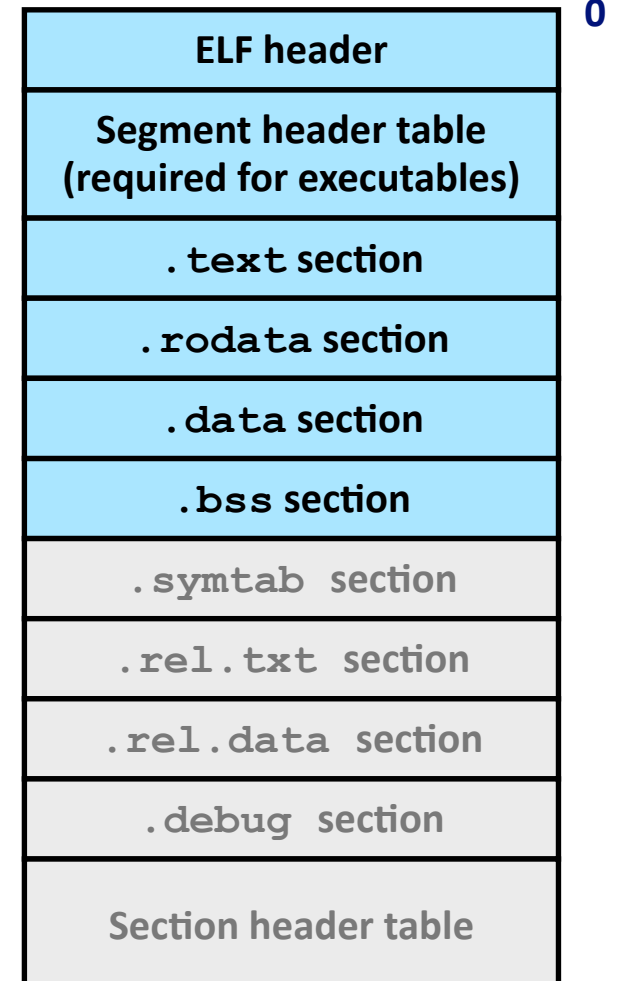 0
ELF header
Segment header table
(required for executables)
.text section
.rodata section
.data section
.bss section
.symtab section
.rel.txt section
.rel.data section
.debug section
Section header table